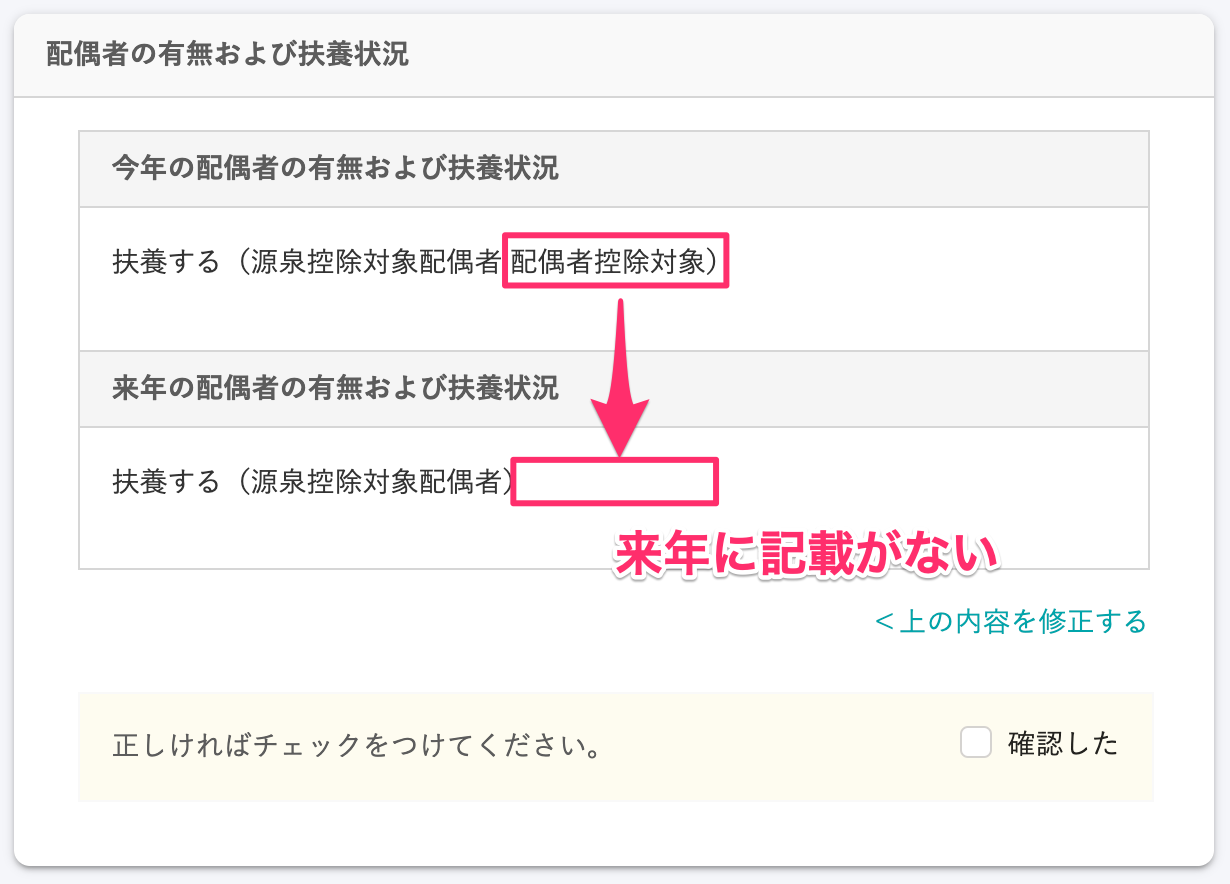 配偶者の有無および扶養状況
今年の配偶者の有無および扶養状況
扶養する（源泉控除対象配偶者 配偶者控除対象）
来年の配偶者の有無および扶養状況
扶養する（源泉控除対象配偶者）
来年に記載がない
<上の内容を修正する
正しければチェックをつけてください。
確認した